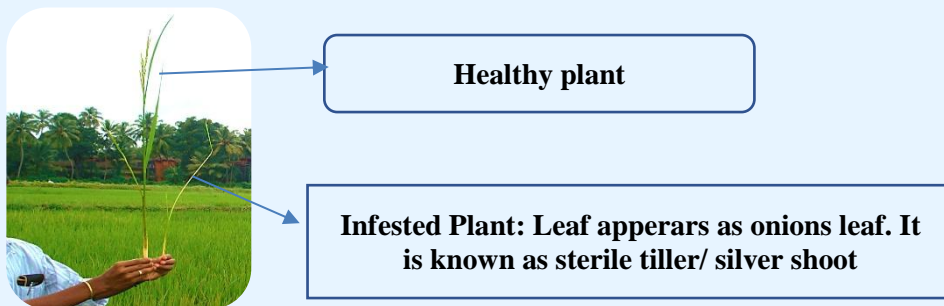 Healthy plant
Infested Plant: Leaf apperars as onions leaf. It
is known as sterile tiller/ silver shoot